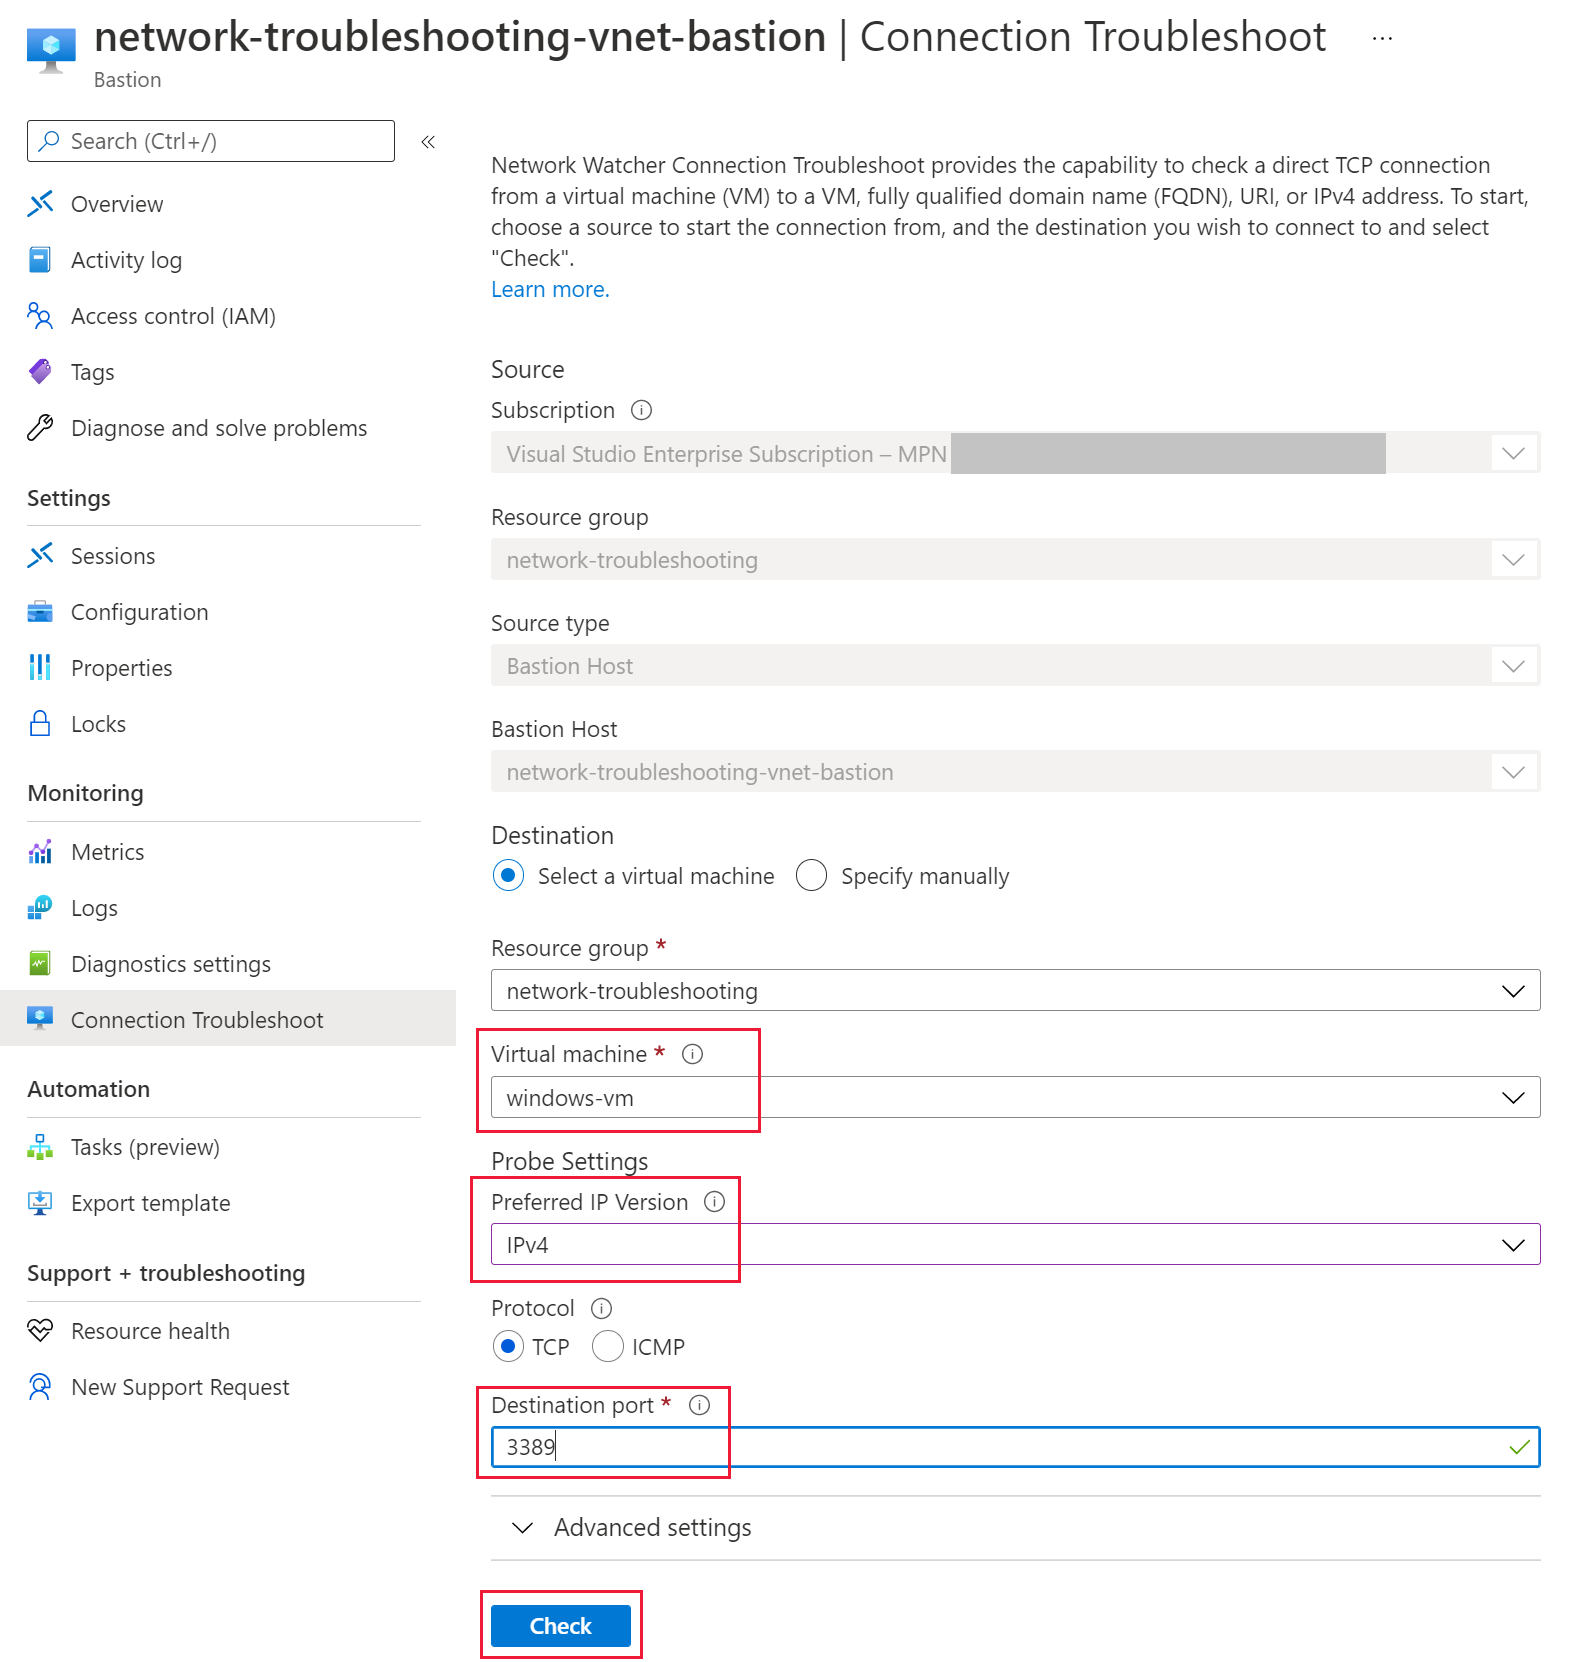 network-troubleshooting-vnet-bastion | Connection Troubleshoot ...
Bastion
Search (Ctrl+/)
«
Overview
Activity log
Access control (IAM)
Tags
Diagnose and solve problems
Settings
Sessions
Configuration
Properties
Locks
Monitoring
Metrics
Logs
Diagnostics settings
Connection Troubleshoot
Automation
Tasks (preview)
Export template
Support + troubleshooting
Resource health
New Support Request
Network Watcher Connection Troubleshoot provides the capability to check a direct TCP connection
from a virtual machine (VM) to a VM, fully qualified domain name (FQDN), URI, or IPv4 address. To start,
choose a source to start the connection from, and the destination you wish to connect to and select
"Check".
Learn more.
Source
Subscription
Visual Studio Enterprise Subscription – MPN
Resource group
network-troubleshooting
Source type
Bastion Host
Bastion Host
network-troubleshooting-vnet-bastion
Destination
Select a virtual machine Specify manually
Resource group *
network-troubleshooting
Virtual machine *
windows-vm
Probe Settings
Preferred IP Version
IPv4
Protocol
TCP ICMP
Destination port *
3389
Advanced settings
Check